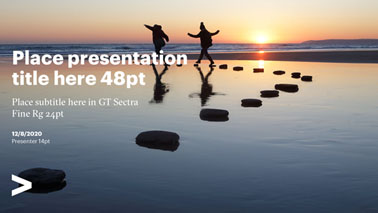 Place presentation
title here 48pt
Place subtitle here in GT Sectra
Fine Rg 24pt
12/8/2020
Presenter 14pt